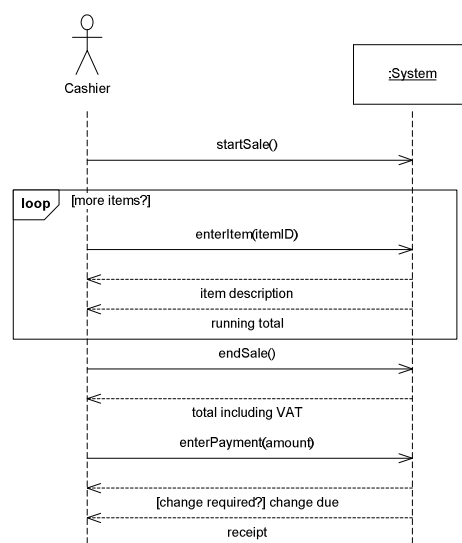 Cashier
:System
startSale()
loop
[more items?]
enterItem(itemID)
item description
running total
endSale()
total including VAT
enterPayment(amount)
[change required?] change due
receipt